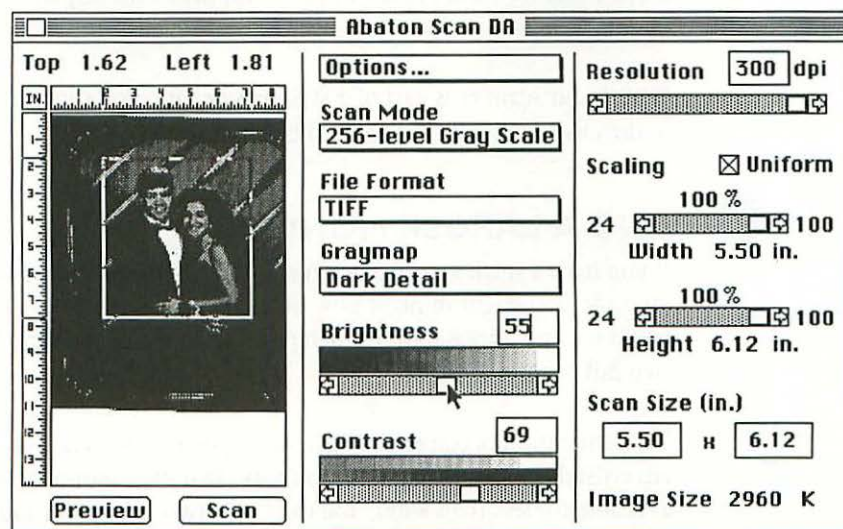 Abaton Scan DA
Top 1.62 Left 1.81
IN.
Preview
Scan
Options...
Scan Mode
256-level Gray Scale
File Format
TIFF
Graymap
Dark Detail
Brightness 55
Contrast 69
Resolution 300 dpi
Scaling Uniform
100 %
24 100
Width 5.50 in.
100 %
24 100
Height 6.12 in.
Scan Size (in.)
5.50 x 6.12
Image Size 2960 K